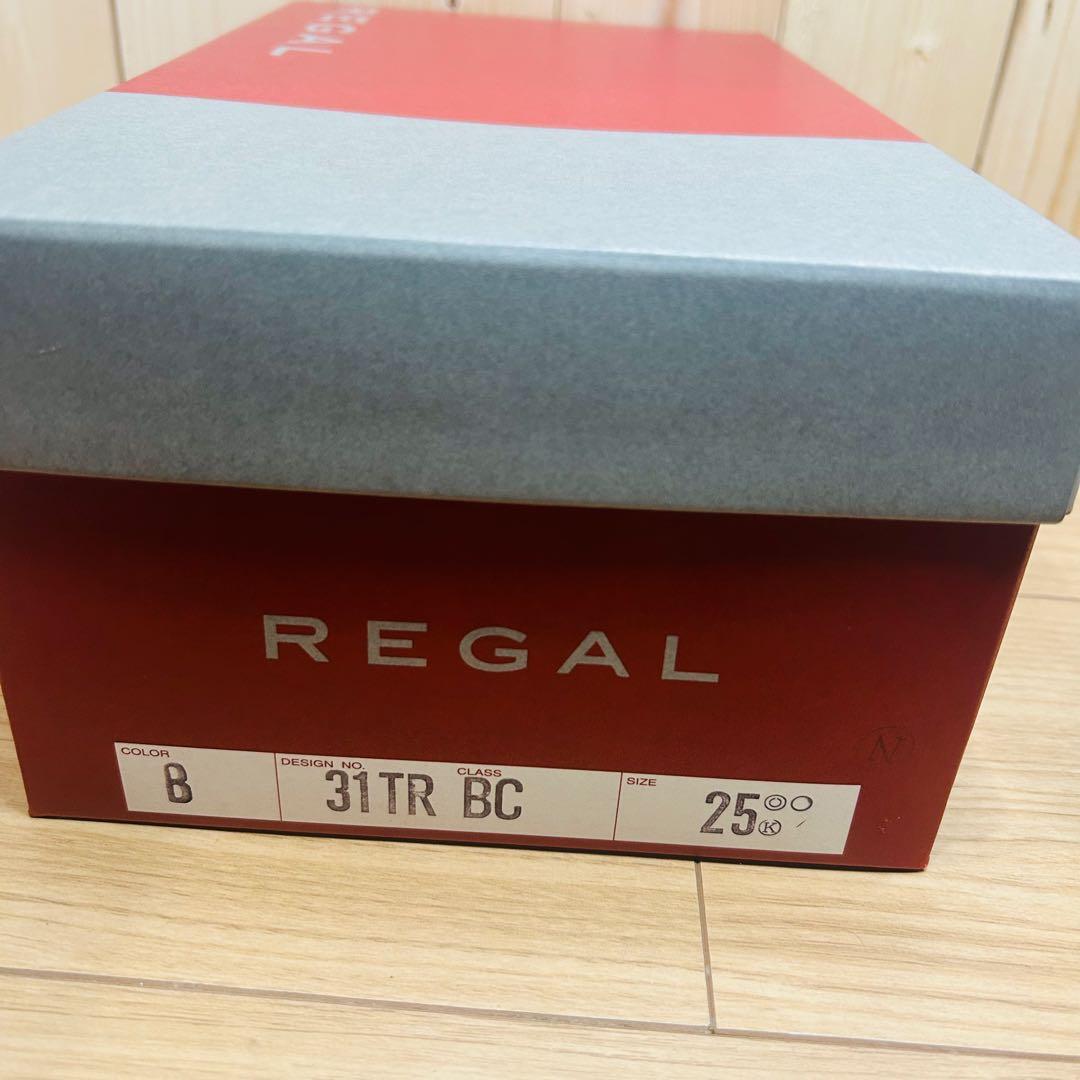 REGAL
REGAL
N
COLOR DESIGN NO. CLASS SIZE
B 31TR BC 25
K